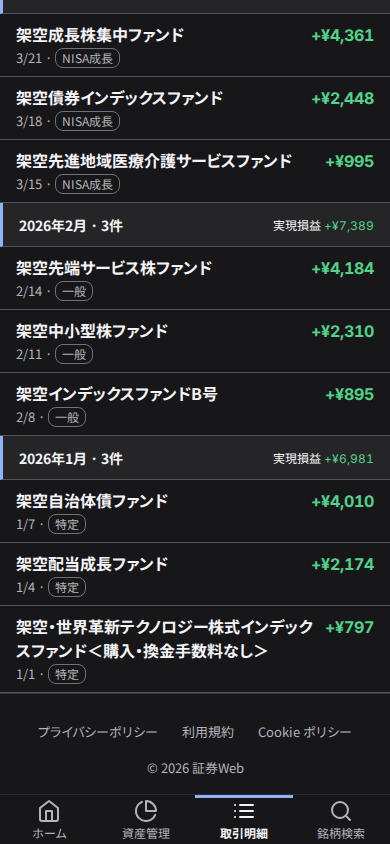 架空成長株集中ファンド +¥4,361
3/21 · NISA成長
架空債券インデックスファンド +¥2,448
3/18 · NISA成長
架空先進地域医療介護サービスファンド +¥995
3/15 · NISA成長
2026年2月 · 3件 実現損益 +¥7,389
架空先端サービス株ファンド +¥4,184
2/14 · 一般
架空中小型株ファンド +¥2,310
2/11 · 一般
架空インデックスファンドB号 +¥895
2/8 · 一般
2026年1月 · 3件 実現損益 +¥6,981
架空自治体債ファンド +¥4,010
1/7 · 特定
架空配当成長ファンド +¥2,174
1/4 · 特定
架空・世界革新テクノロジー株式インデック +¥797
スファンド＜購入・換金手数料なし＞
1/1 · 特定
プライバシーポリシー 利用規約 Cookie ポリシー
© 2026 証券Web
ホーム 資産管理 取引明細 銘柄検索